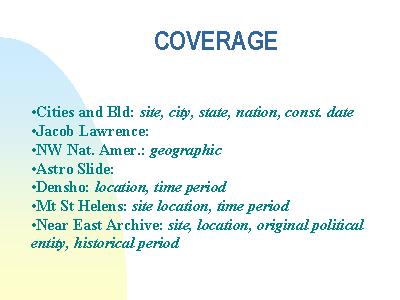 COVERAGE
•Cities and Bld: site, city, state, nation, const. date
•Jacob Lawrence:
•NW Nat. Amer.: geographic
•Astro Slide:
•Densho: location, time period
•Mt St Helens: site location, time period
•Near East Archive: site, location, original political
entity, historical period